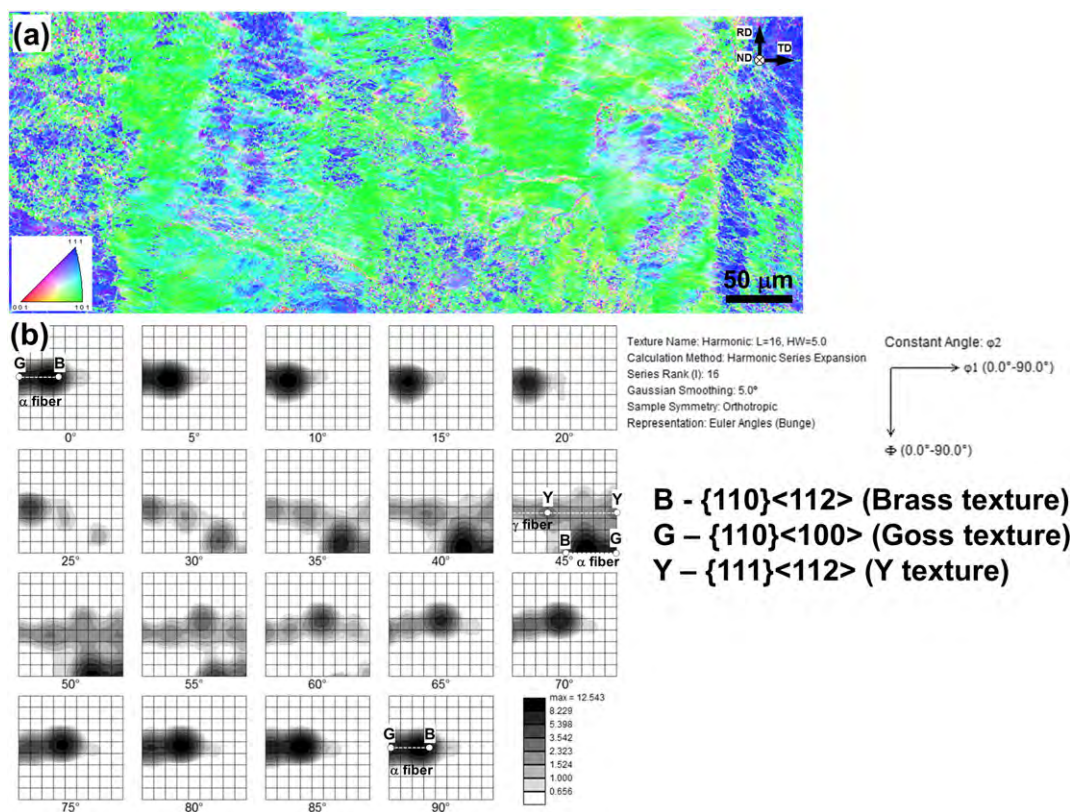 (a)
RD
ND
TD
111
001
101
50 μm
(b)
G B
α fiber
0°
5°
10°
15°
20°
Texture Name: Harmonic: L=16, HW=5.0
Calculation Method: Harmonic Series Expansion
Series Rank (l): 16
Gaussian Smoothing: 5.0°
Sample Symmetry: Orthotropic
Representation: Euler Angles (Bunge)
Constant Angle: φ2
φ1 (0.0°-90.0°)
Φ (0.0°-90.0°)
25°
30°
35°
40°
Y Y
γ fiber
B G
45°
α fiber
B - {110}<112> (Brass texture)
G – {110}<100> (Goss texture)
Y – {111}<112> (Y texture)
50°
55°
60°
65°
70°
75°
80°
85°
G B
α fiber
90°
max = 12.543
8.229
5.398
3.542
2.323
1.524
1.000
0.656